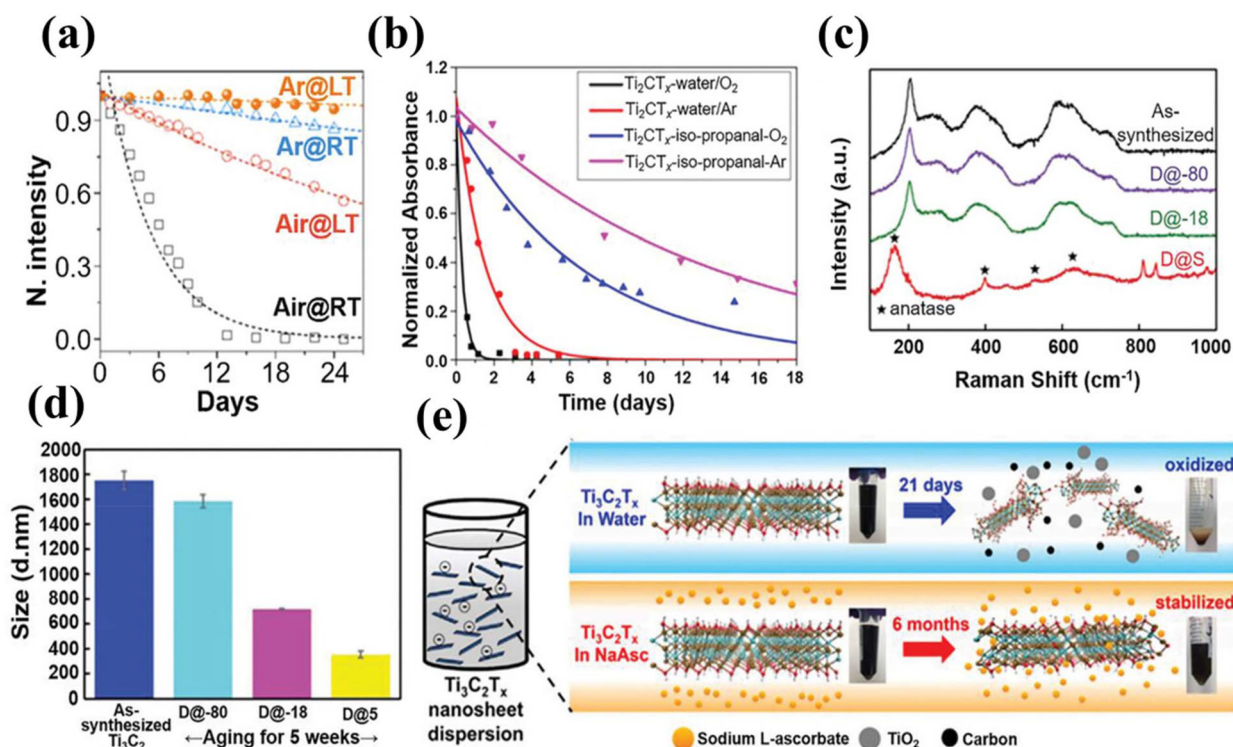 (a)
N. intensity
0.9
0.6
0.3
0.0
Ar@LT
Ar@RT
Air@LT
Air@RT
0 6 12 18 24
Days
(b)
Normalized Absorbance
1.2
1.0
0.8
0.6
0.4
0.2
0.0
Ti₂CTₓ-water/O₂
Ti₂CTₓ-water/Ar
Ti₂CTₓ-iso-propanal-O₂
Ti₂CTₓ-iso-propanal-Ar
0 2 4 6 8 10 12 14 16 18
Time (days)
(c)
Intensity (a.u.)
As-
synthesized
D@-80
D@-18
D@S
★ anatase
200 400 600 800 1000
Raman Shift (cm⁻¹)
(d)
Size (d.nm)
2000
1800
1600
1400
1200
1000
800
600
400
200
0
As-
synthesized
Ti₃C₂
D@-80 D@-18 D@5
←Aging for 5 weeks→
(e)
Ti₃C₂Tₓ
nanosheet
dispersion
Ti₃C₂Tₓ
In Water
21 days
oxidized
Ti₃C₂Tₓ
In NaAsc
6 months
stabilized
Sodium L-ascorbate TiO₂ Carbon